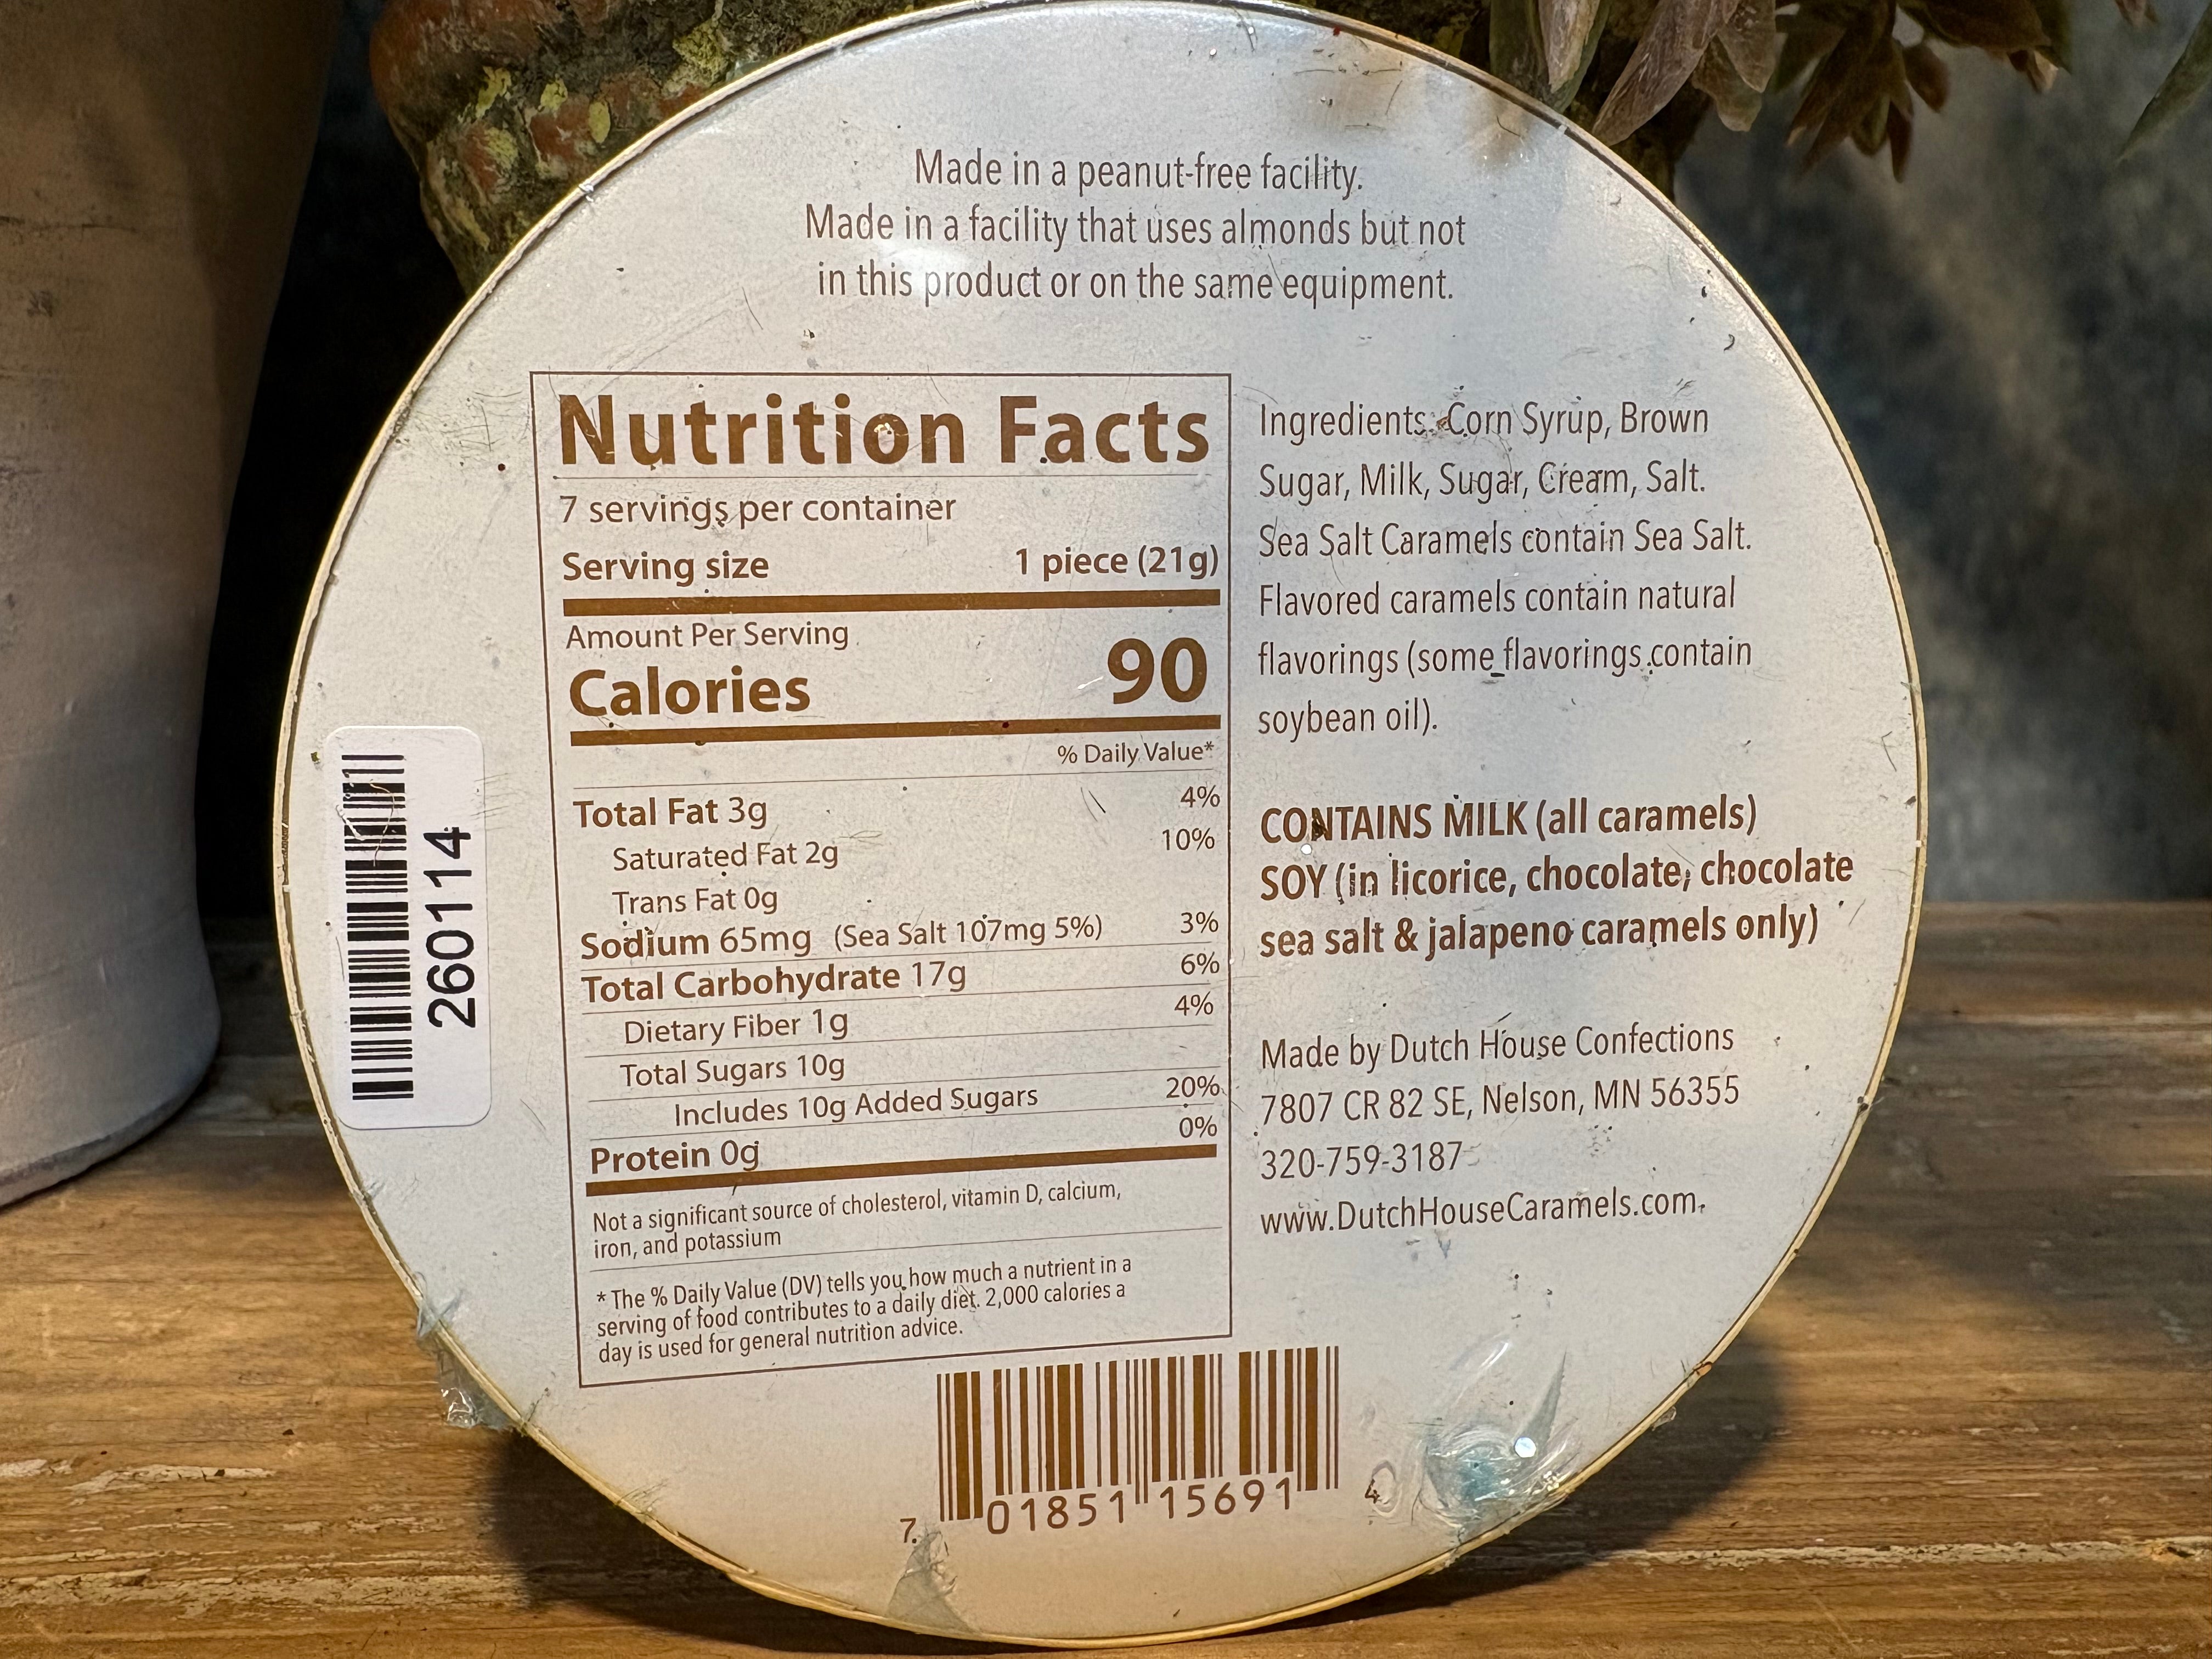 Made in a peanut-free facility.
Made in a facility that uses almonds but not
in this product or on the same equipment.
Nutrition Facts
7 servings per container
Serving size 1 piece (21g)
Amount Per Serving
Calories 90
% Daily Value*
Total Fat 3g 4%
Saturated Fat 2g 10%
Trans Fat 0g
Sodium 65mg (Sea Salt 107mg 5%) 3%
Total Carbohydrate 17g 6%
Dietary Fiber 1g 4%
Total Sugars 10g
Includes 10g Added Sugars 20%
Protein 0g 0%
Not a significant source of cholesterol, vitamin D, calcium,
iron, and potassium
* The % Daily Value (DV) tells you how much a nutrient in a
serving of food contributes to a daily diet. 2,000 calories a
day is used for general nutrition advice.
Ingredients: Corn Syrup, Brown
Sugar, Milk, Sugar, Cream, Salt.
Sea Salt Caramels contain Sea Salt.
Flavored caramels contain natural
flavorings (some flavorings contain
soybean oil).
CONTAINS MILK (all caramels)
SOY (in licorice, chocolate, chocolate
sea salt & jalapeno caramels only)
Made by Dutch House Confections
7807 CR 82 SE, Nelson, MN 56355
320-759-3187
www.DutchHouseCaramels.com
260114
7 01851 15691 4